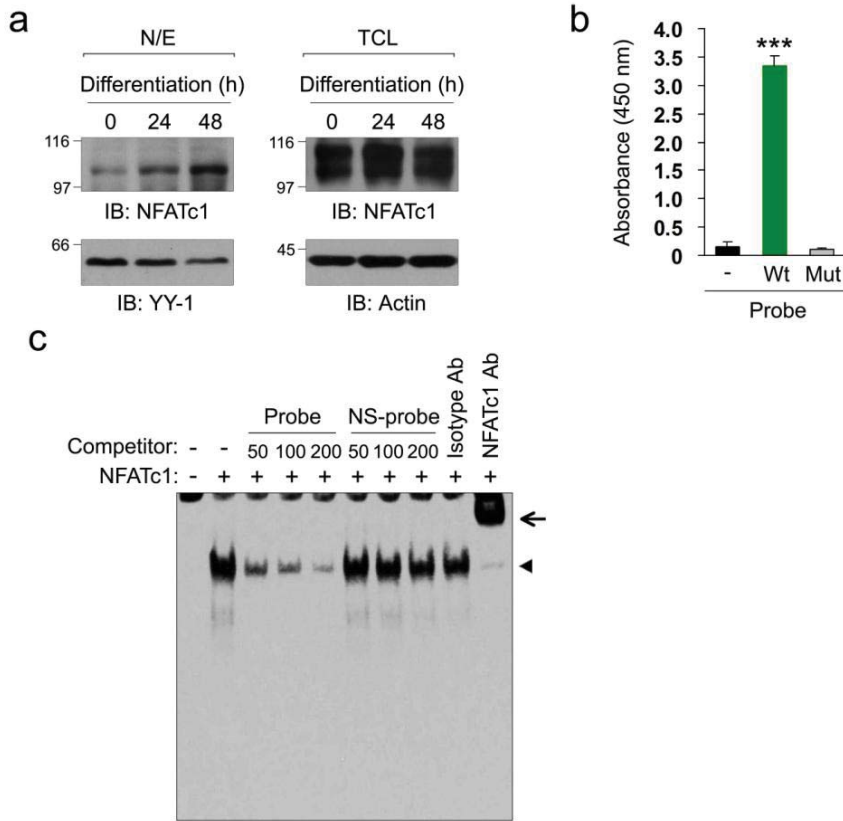 a
N/E
TCL
Differentiation (h)
Differentiation (h)
0 24 48
0 24 48
116
97
116
97
IB: NFATc1
IB: NFATc1
66
45
IB: YY-1
IB: Actin
b
Absorbance (450 nm)
4.0
3.5
3.0
2.5
2.0
1.5
1.0
0.5
0
***
- Wt Mut
Probe
c
Probe
NS-probe
Isotype Ab
NFATc1 Ab
Competitor: - - 50 100 200 50 100 200
NFATc1: - + + + + + + + + +